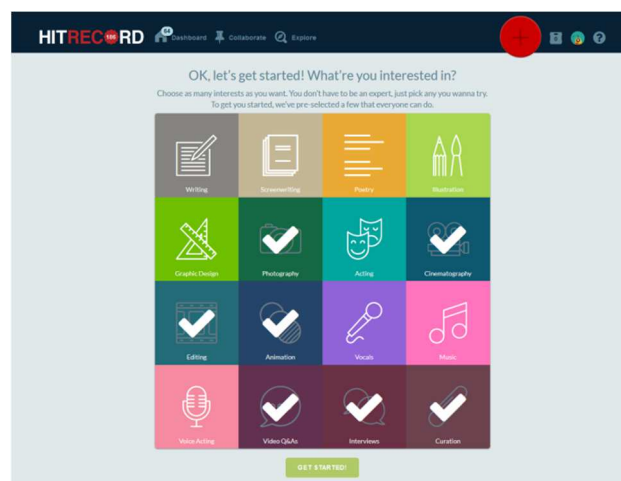 HITRECORD
64
Dashboard Collaborate Explore
OK, let's get started! What're you interested in?
Choose as many interests as you want. You don't have to be an expert, just pick any you wanna try.
To get you started, we've pre-selected a few that everyone can do.
Writing Screenwriting Poetry Illustration
Graphic Design Photography Acting Cinematography
Editing Animation Vocals Music
Voice Acting Video Q&As Interviews Curation
GET STARTED!